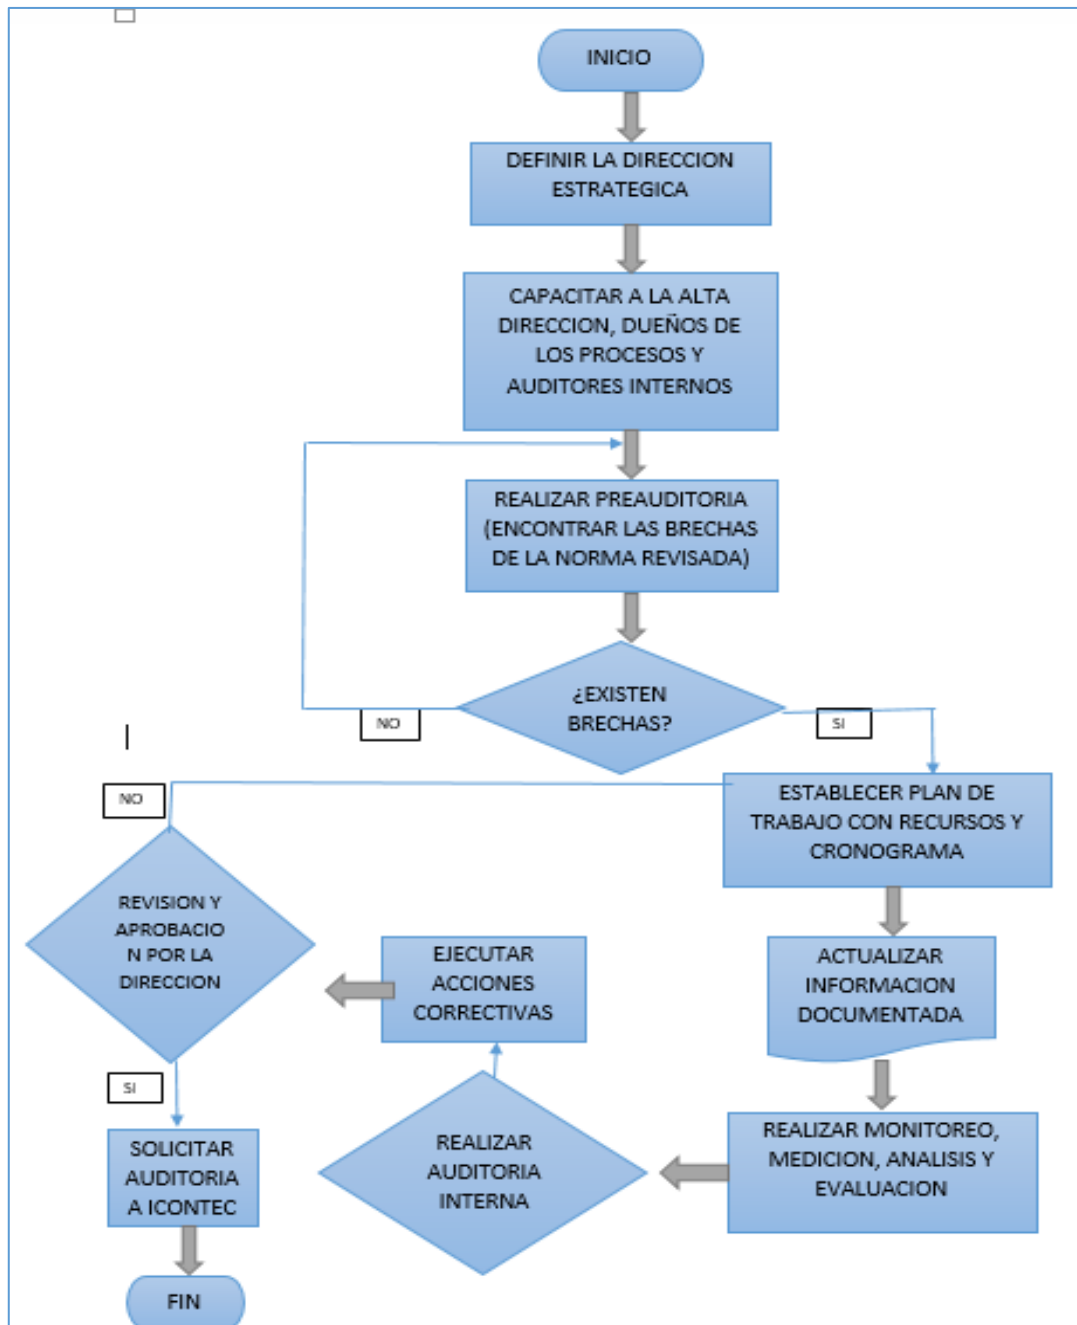 INICIO
DEFINIR LA DIRECCION
ESTRATEGICA
CAPACITAR A LA ALTA
DIRECCION, DUEÑOS DE
LOS PROCESOS Y
AUDITORES INTERNOS
REALIZAR PREAUDITORIA
(ENCONTRAR LAS BRECHAS
DE LA NORMA REVISADA)
¿EXISTEN
BRECHAS?
NO
SI
ESTABLECER PLAN DE
TRABAJO CON RECURSOS Y
CRONOGRAMA
ACTUALIZAR
INFORMACION
DOCUMENTADA
REALIZAR MONITOREO,
MEDICION, ANALISIS Y
EVALUACION
REALIZAR
AUDITORIA
INTERNA
EJECUTAR
ACCIONES
CORRECTIVAS
NO
REVISION Y
APROBACIO
N POR LA
DIRECCION
SI
SOLICITAR
AUDITORIA
A ICONTEC
FIN